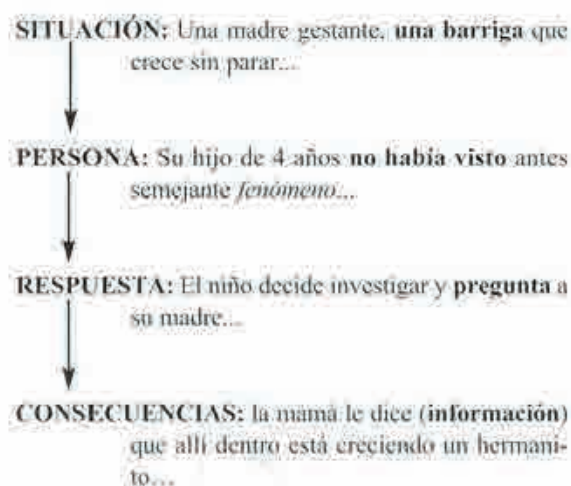 SITUACIÓN: Una madre gestante, una barriga que
crece sin parar...
PERSONA: Su hijo de 4 años no había visto antes
semejante fenómeno...
RESPUESTA: El niño decide investigar y pregunta a
su madre...
CONSECUENCIAS: la mamá le dice (información)
que allí dentro está creciendo un hermani-
to...